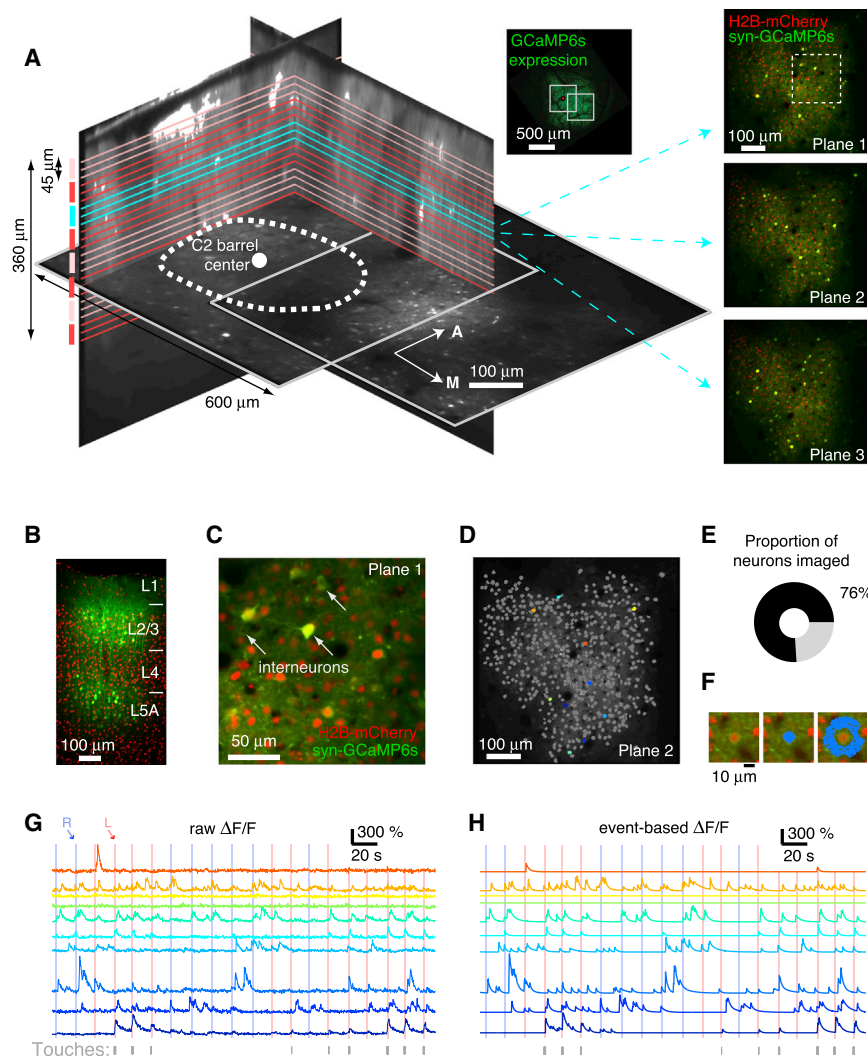 A
GCaMP6s
expression
500 µm
H2B-mCherry
syn-GCaMP6s
100 µm
Plane 1
45 µm
360 µm
C2 barrel
center
A
M
100 µm
600 µm
Plane 2
Plane 3
B
L1
L2/3
L4
L5A
100 µm
C
Plane 1
interneurons
H2B-mCherry
syn-GCaMP6s
50 µm
D
100 µm
Plane 2
E
Proportion of
neurons imaged
76%
F
10 µm
G
R
L
raw ΔF/F
300 %
20 s
Touches:
H
event-based ΔF/F
300 %
20 s